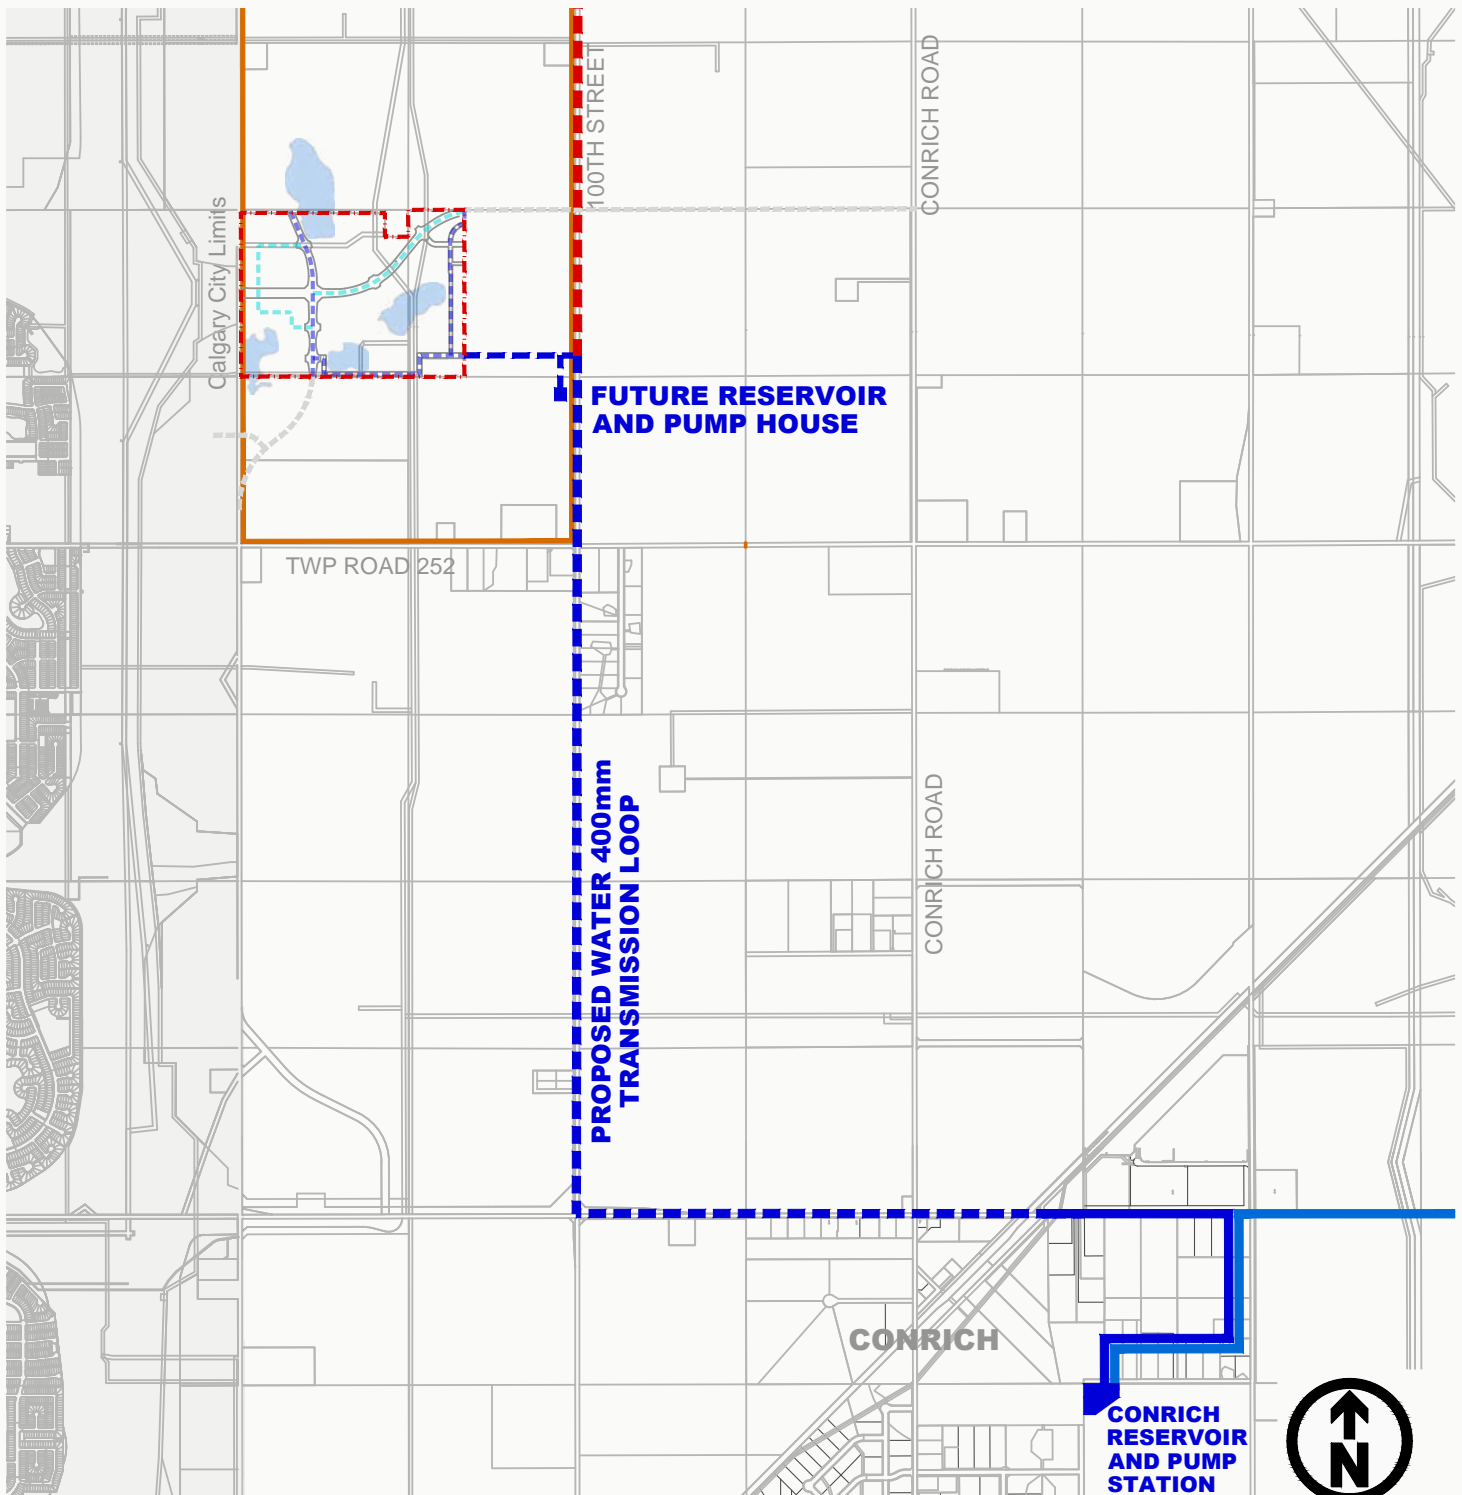 100TH STREET
CONRICH ROAD
Calgary City Limits
FUTURE RESERVOIR
AND PUMP HOUSE
TWP ROAD 252
PROPOSED WATER 400mm
TRANSMISSION LOOP
CONRICH ROAD
CONRICH
CONRICH
RESERVOIR
AND PUMP
STATION
N